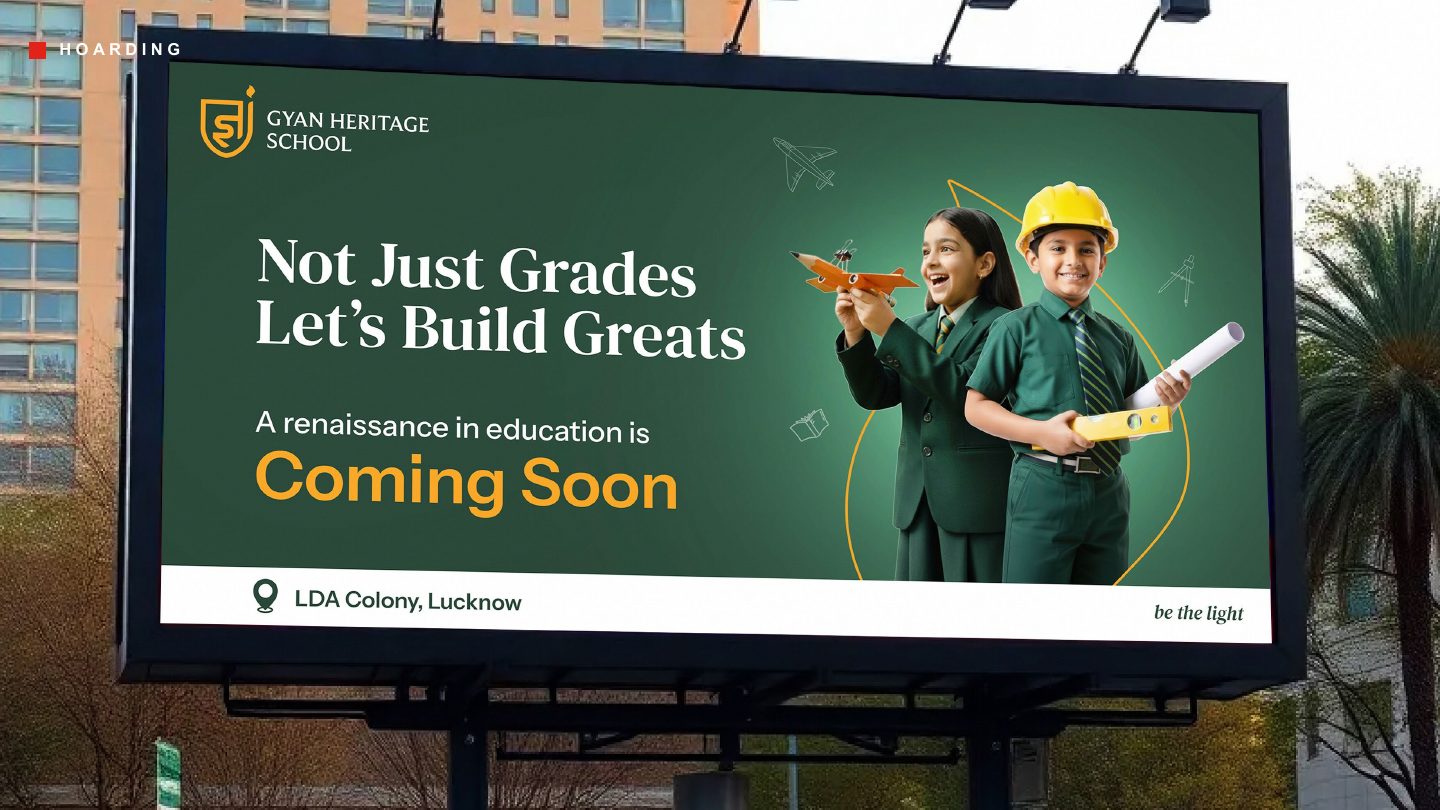 HOARDING
GYAN HERITAGE
SCHOOL
Not Just Grades
Let's Build Greats
A renaissance in education is
Coming Soon
LDA Colony, Lucknow
be the light